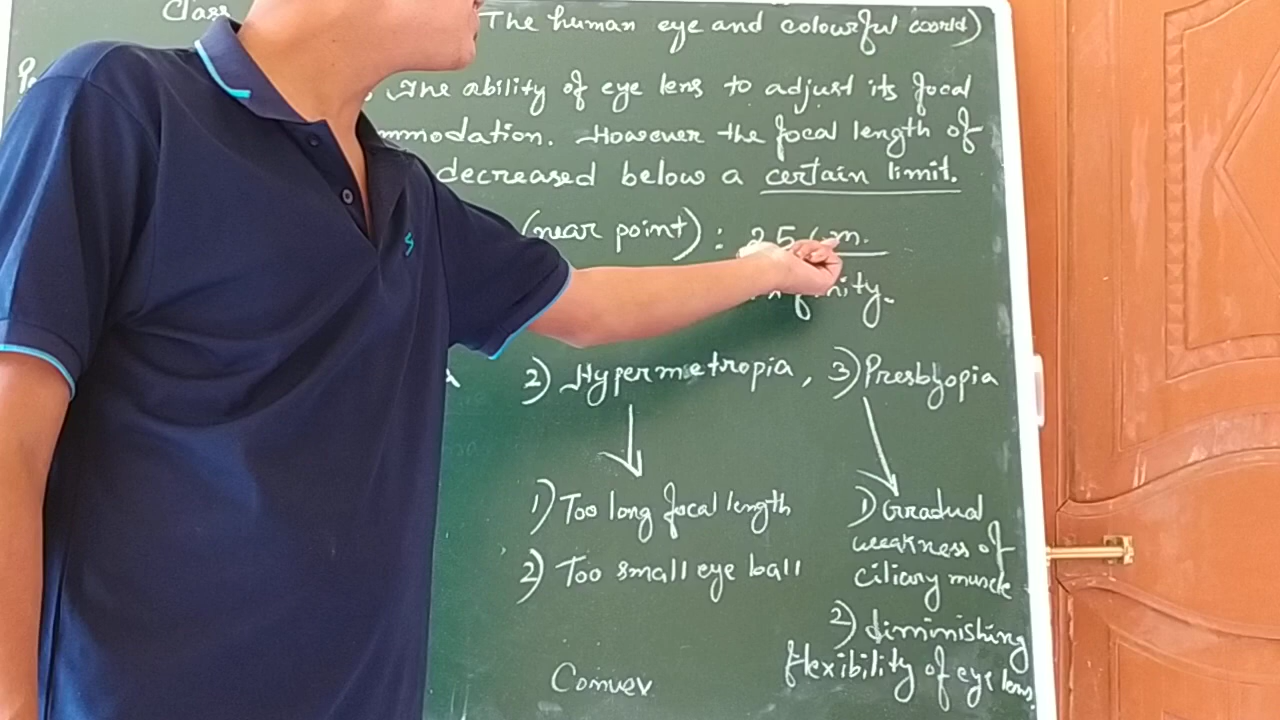 Class The human eye and colourful world)
The ability of eye lens to adjust its focal
mmodation. However the focal length of
decreased below a certain limit.
(near point) : 25 cm.
infinity.
2) Hypermetropia, 3) Presbyopia
1) Too long focal length
2) Too small eye ball
1) Gradual
weakness of
ciliary muscle
2) diminishing
flexibility of eye lens.
Convex